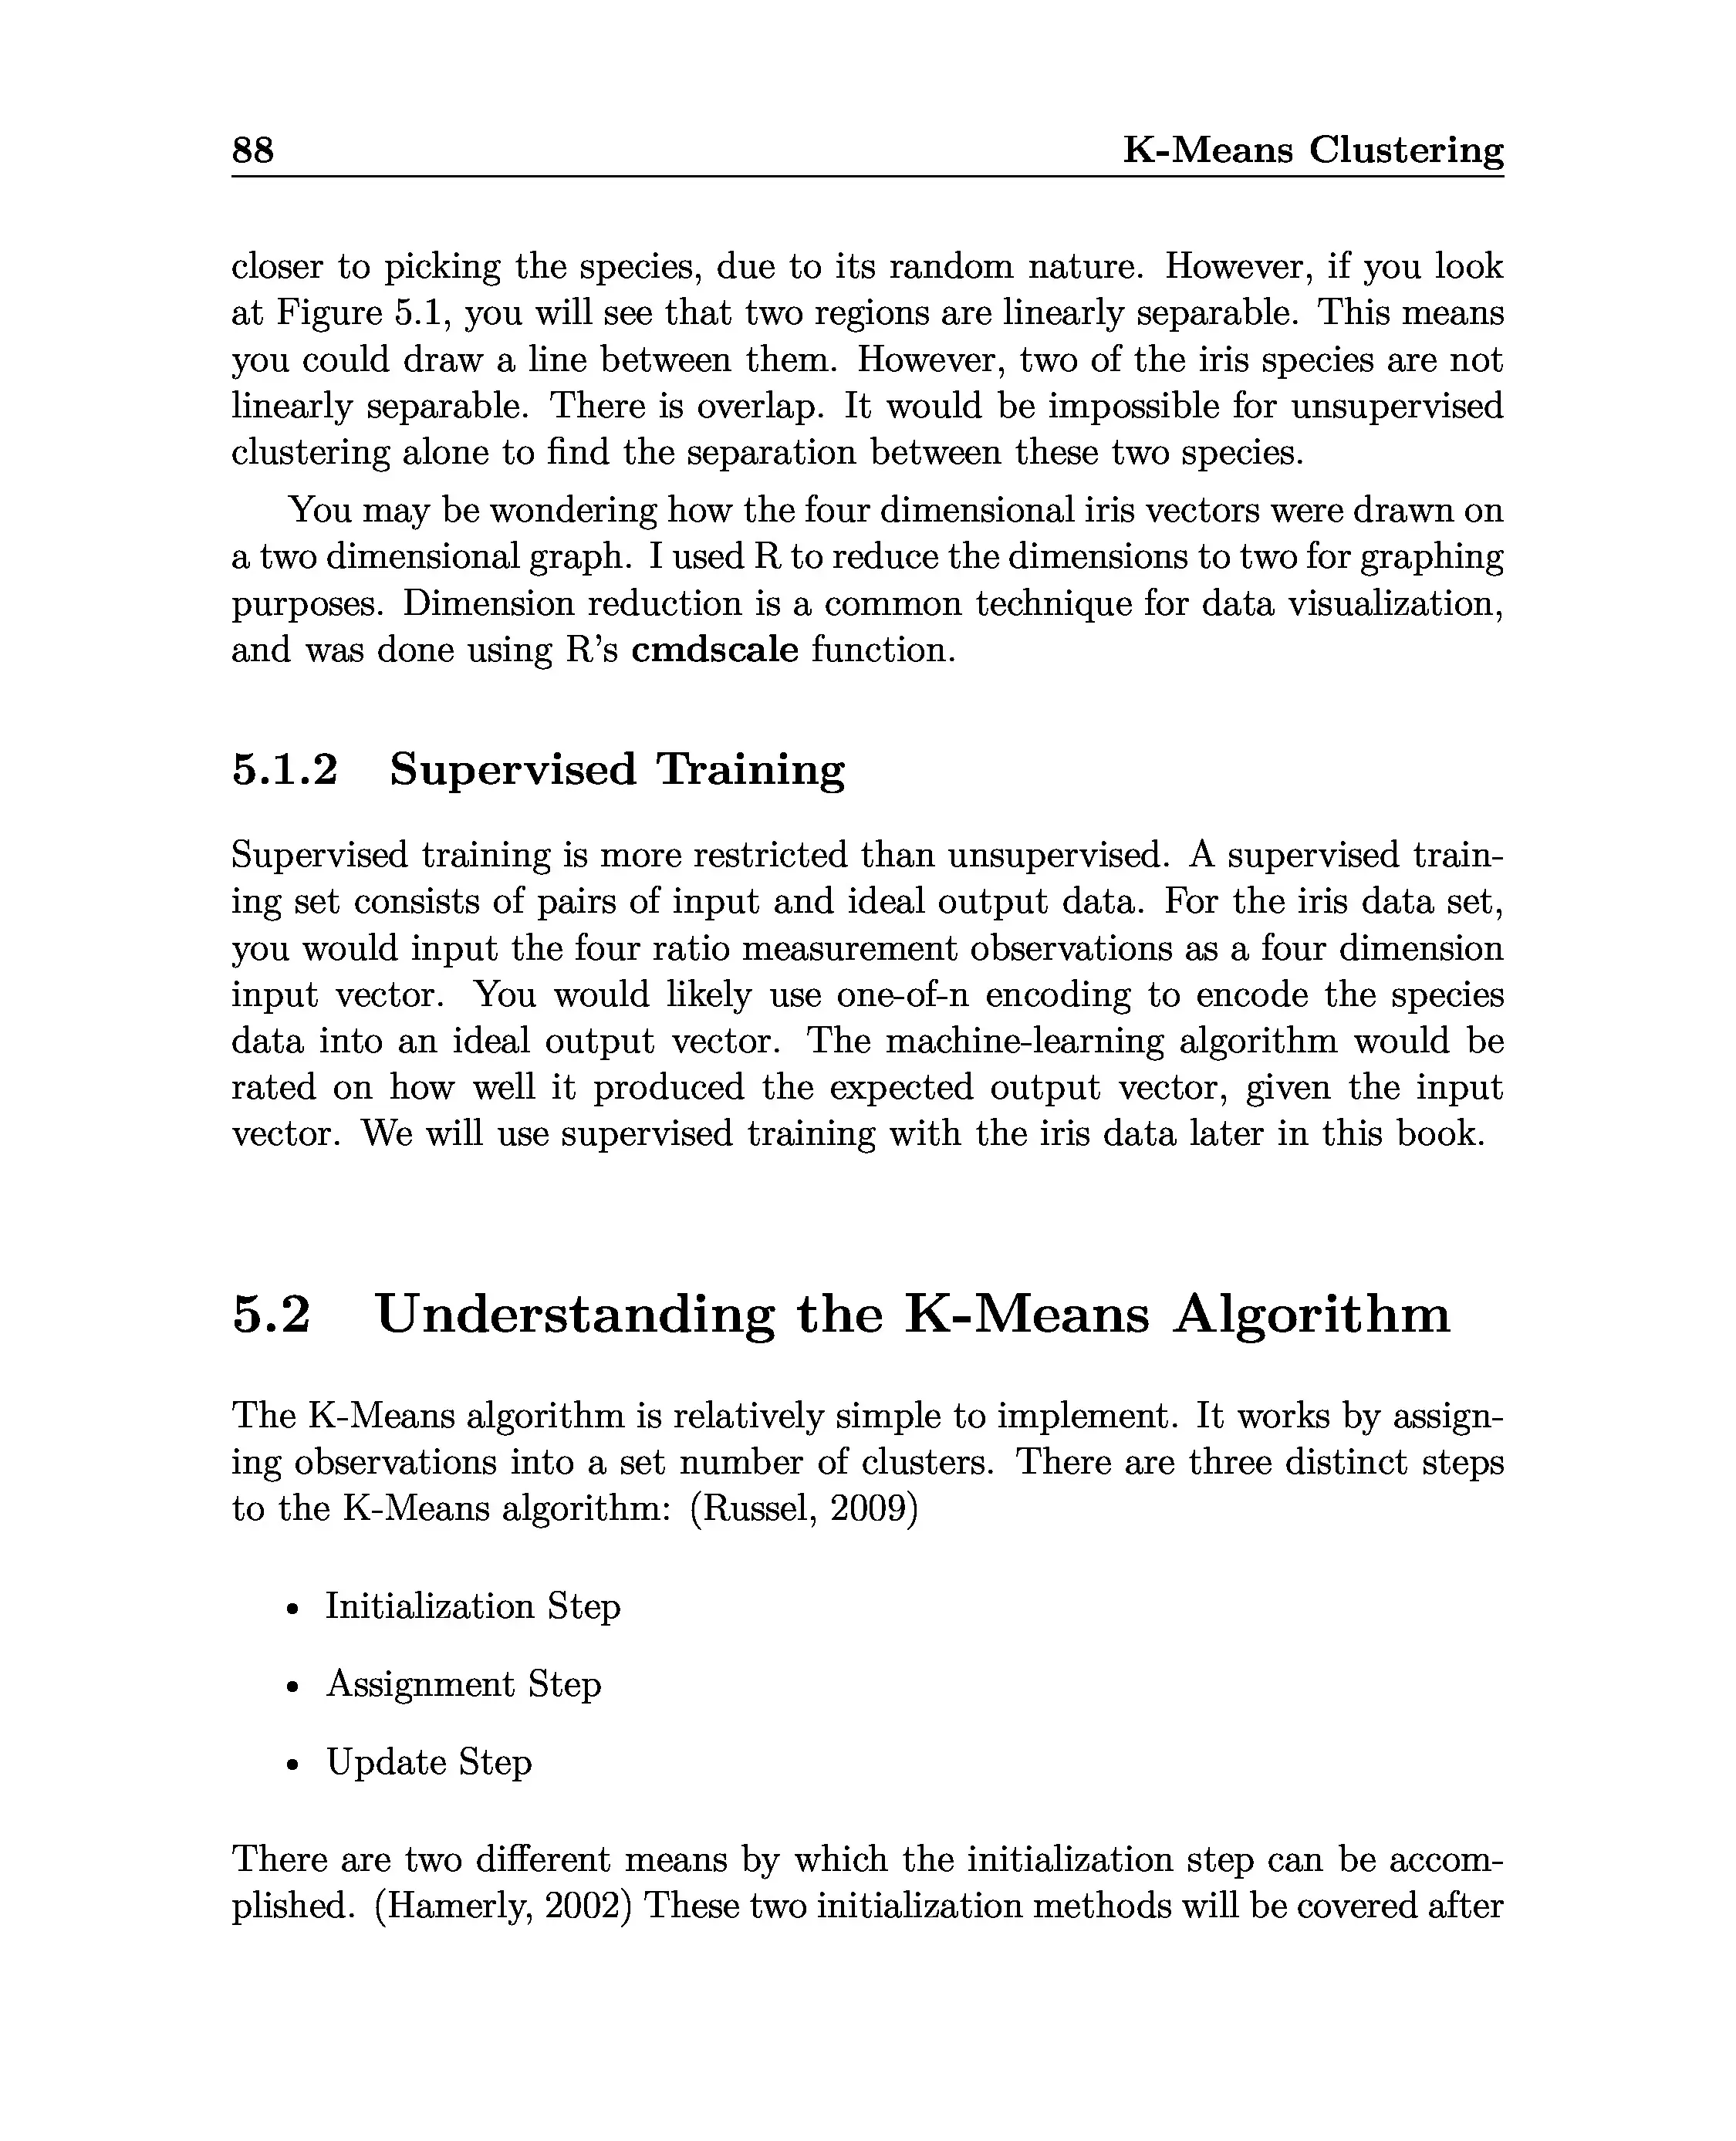 88 K-Means Clustering
closer to picking the species, due to its random nature. However, if you look
at Figure 5.1, you will see that two regions are linearly separable. This means
you could draw a line between them. However, two of the iris species are not
linearly separable. There is overlap. It would be impossible for unsupervised
clustering alone to find the separation between these two species.
You may be wondering how the four dimensional iris vectors were drawn on
a two dimensional graph. I used R to reduce the dimensions to two for graphing
purposes. Dimension reduction is a common technique for data visualization,
and was done using R's cmdscale function.
5.1.2 Supervised Training
Supervised training is more restricted than unsupervised. A supervised train-
ing set consists of pairs of input and ideal output data. For the iris data set,
you would input the four ratio measurement observations as a four dimension
input vector. You would likely use one-of-n encoding to encode the species
data into an ideal output vector. The machine-learning algorithm would be
rated on how well it produced the expected output vector, given the input
vector. We will use supervised training with the iris data later in this book.
5.2 Understanding the K-Means Algorithm
The K-Means algorithm is relatively simple to implement. It works by assign-
ing observations into a set number of clusters. There are three distinct steps
to the K-Means algorithm: (Russel, 2009)
• Initialization Step
• Assignment Step
• Update Step
There are two different means by which the initialization step can be accom-
plished. (Hamerly, 2002) These two initialization methods will be covered after